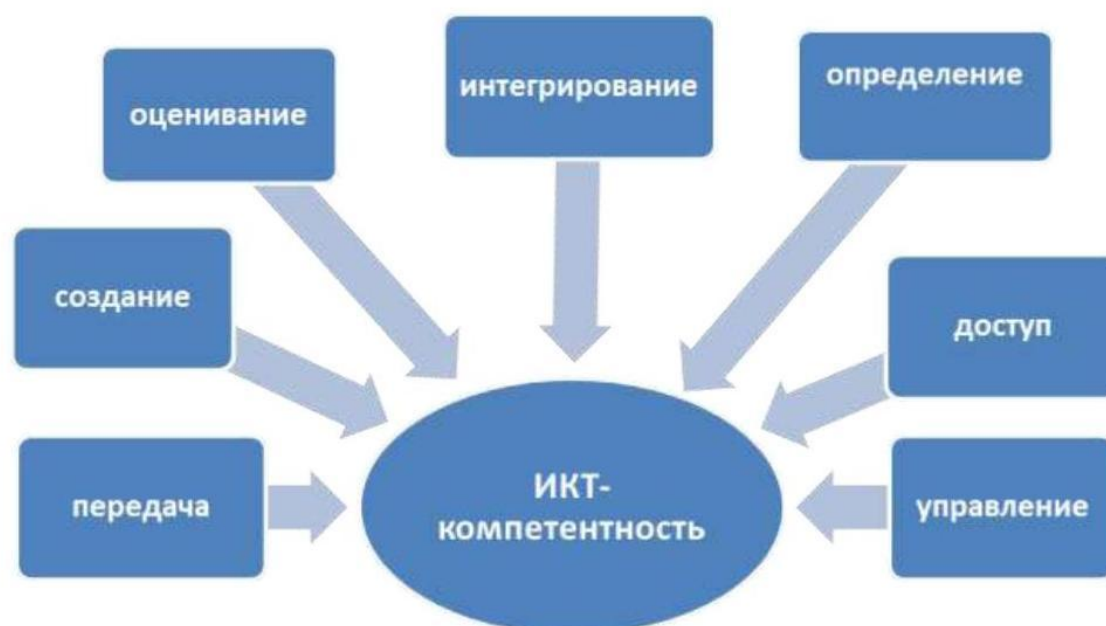 оценивание
интегрирование
определение
создание
доступ
передача
ИКТ-
компетентность
управление